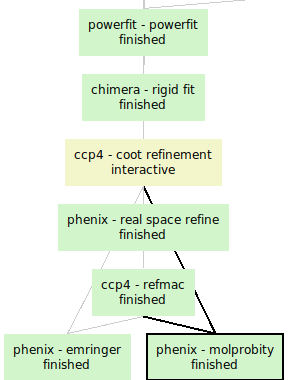 powerfit - powerfit
finished
chimera - rigid fit
finished
ccp4 - coot refinement
interactive
phenix - real space refine
finished
ccp4 - refmac
finished
phenix - emringer
finished
phenix - molprobity
finished